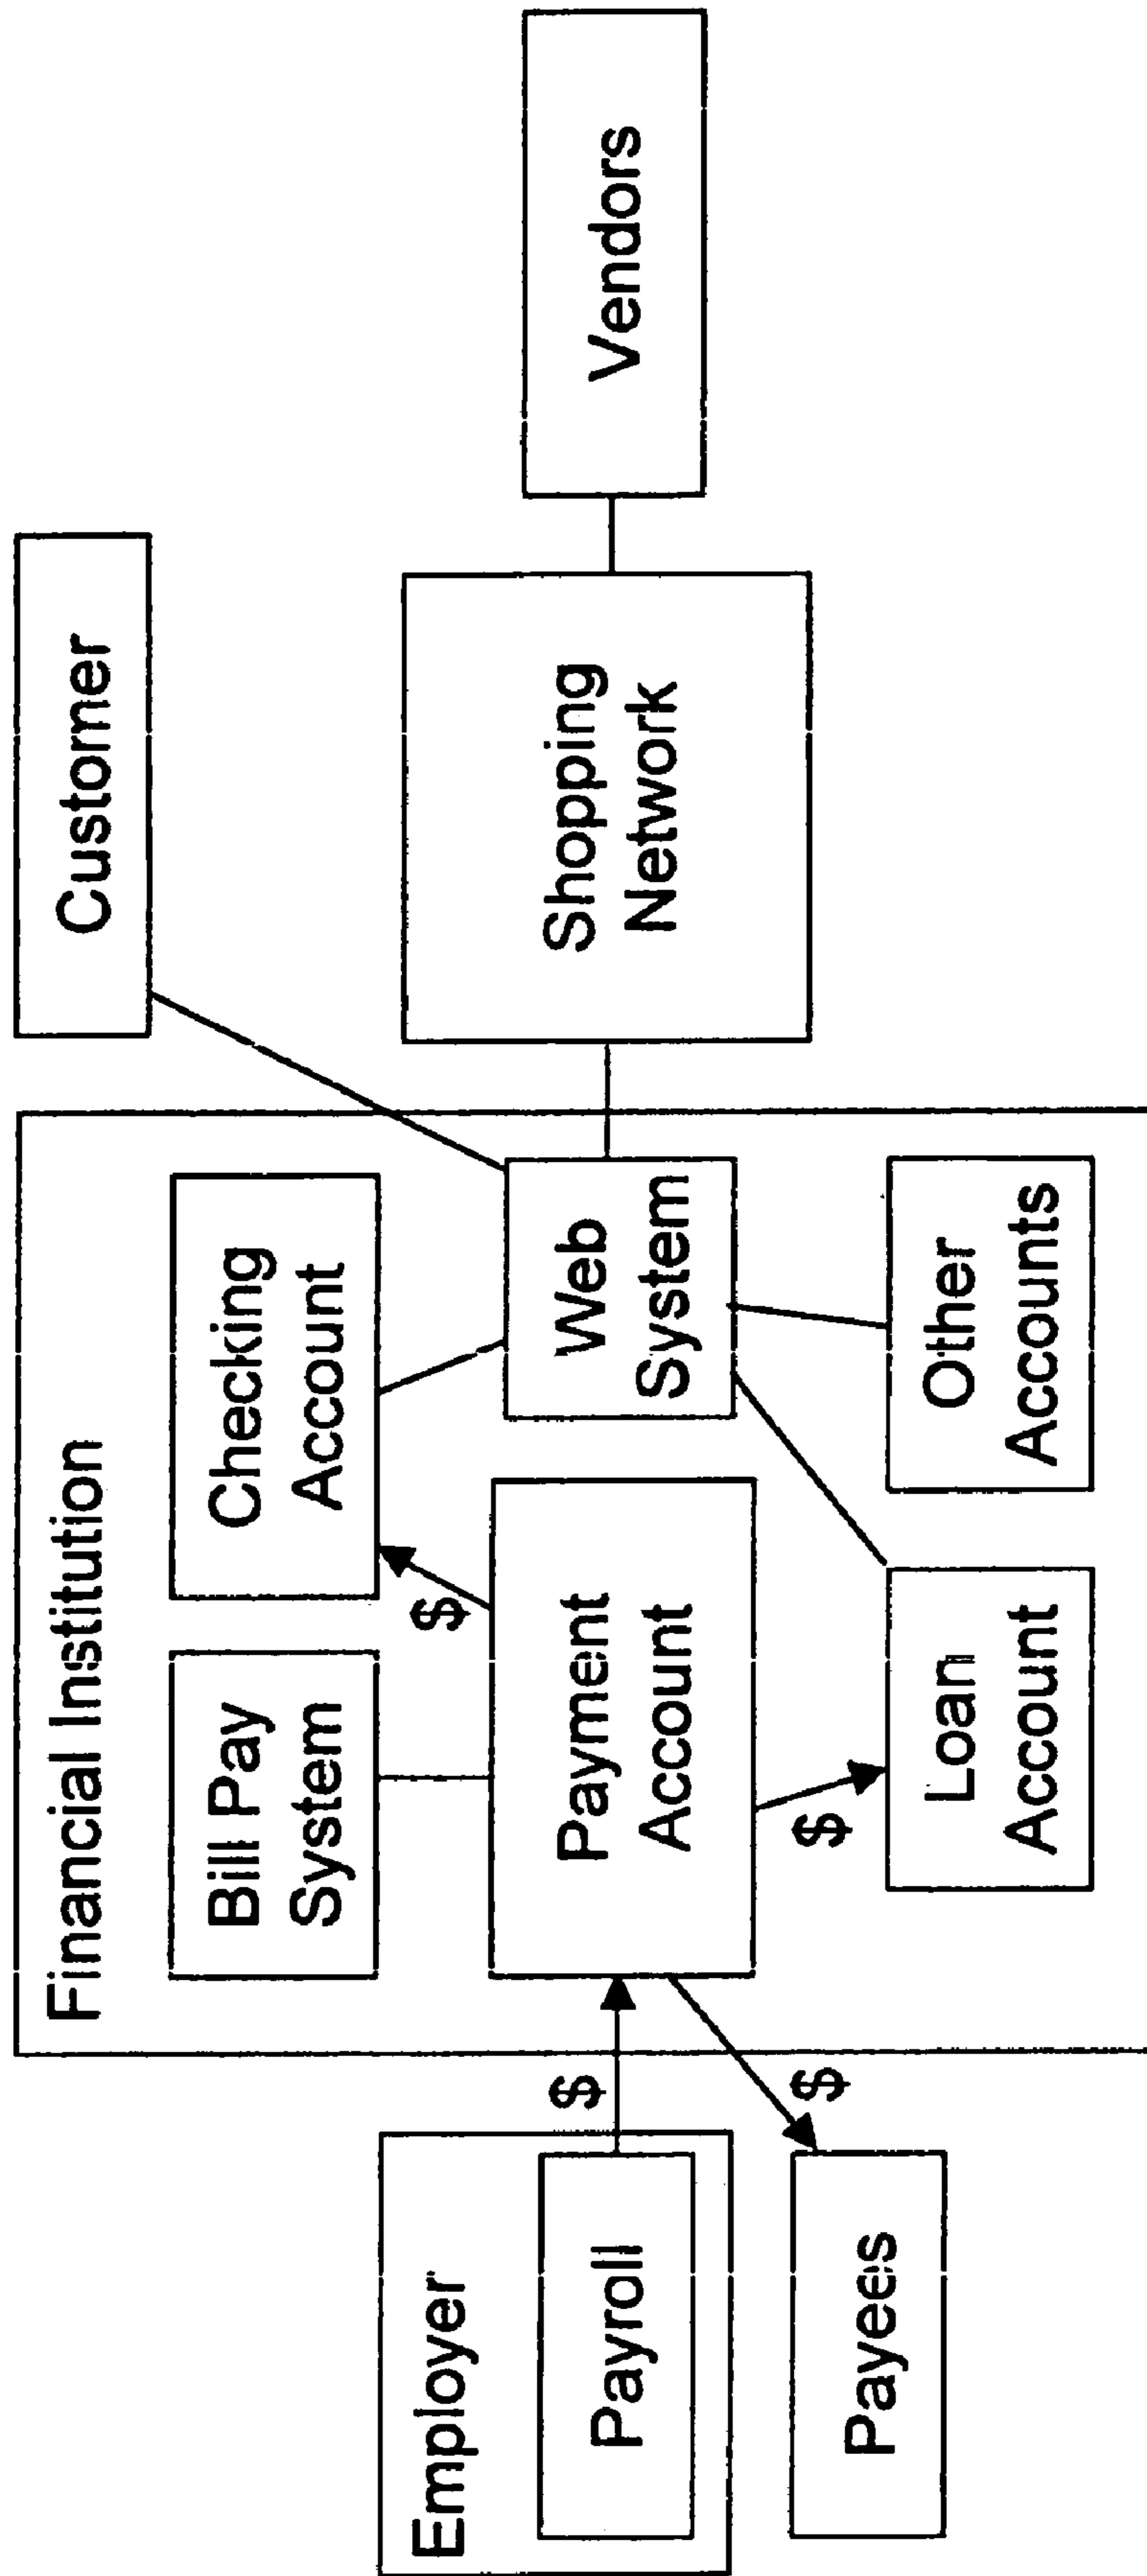 Financial Institution
Customer
Bill Pay
System
Checking
Account
Employer
Payroll
$
Payment
Account
$
Web
System
Shopping
Network
Vendors
Payees
$
$
Loan
Account
Other
Accounts